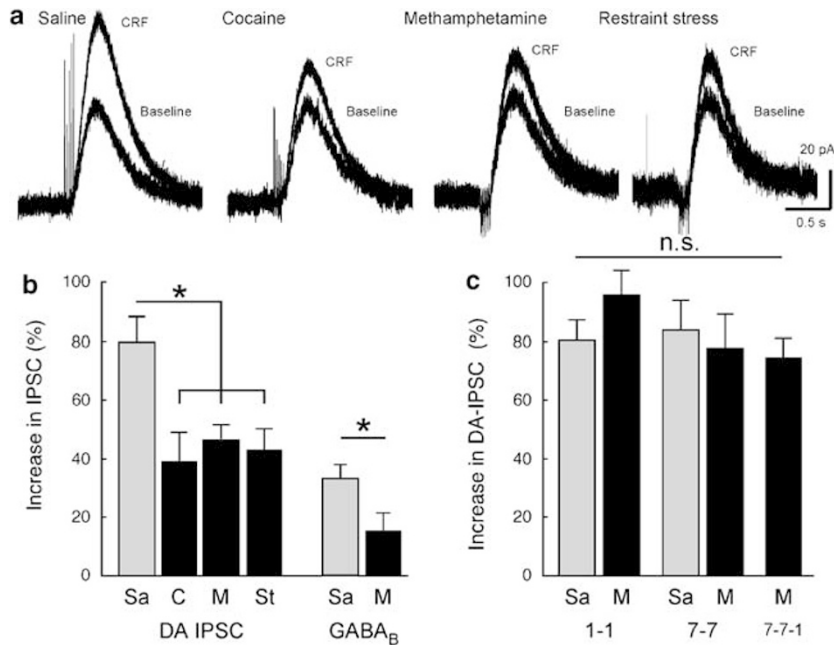 a
Saline Cocaine Methamphetamine Restraint stress
CRF CRF CRF CRF
Baseline Baseline Baseline Baseline
20 pA
0.5 s
b
Increase in IPSC (%)
100
80
60
40
20
0
*
*
Sa C M St Sa M
DA IPSC GABAB
c
n.s.
Increase in DA-IPSC (%)
100
80
60
40
20
0
Sa M Sa M M
1-1 7-7 7-7-1